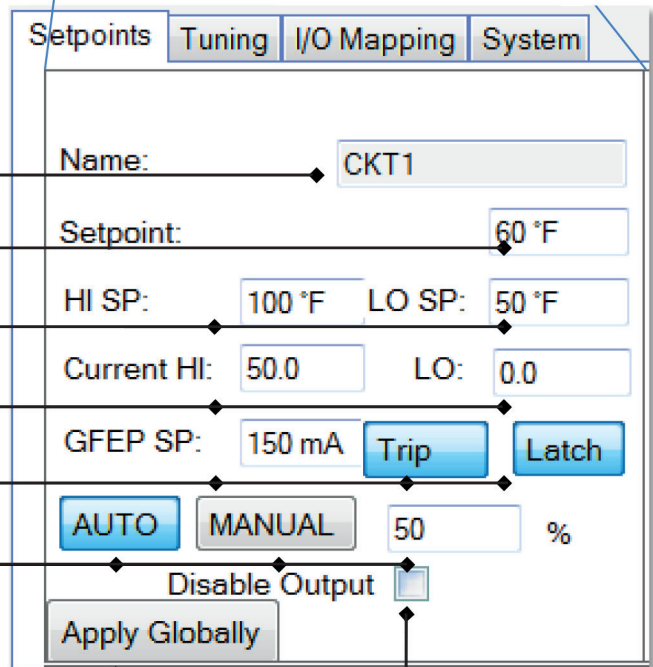 Setpoints Tuning I/O Mapping System
Name: CKT1
Setpoint: 60 °F
HI SP: 100 °F LO SP: 50 °F
Current HI: 50.0 LO: 0.0
GFEP SP: 150 mA Trip Latch
AUTO MANUAL 50 %
Disable Output
Apply Globally